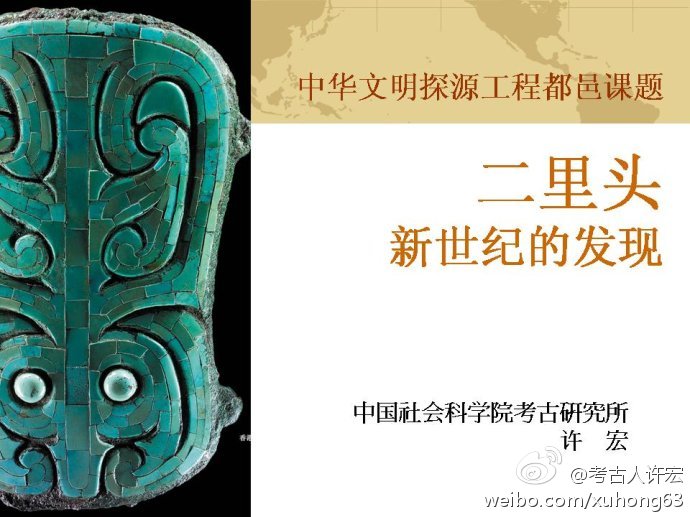 中华文明探源工程都邑课题
二里头
新世纪的发现
中国社会科学院考古研究所
许 宏
@考古人许宏
weibo.com/xuhong63